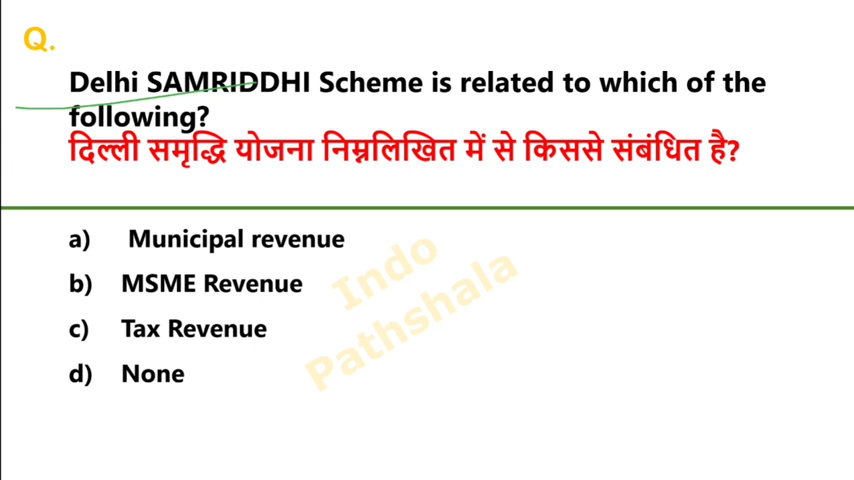 Q.
Delhi SAMRIDDHI Scheme is related to which of the
following?
दिल्ली समृद्धि योजना निम्नलिखित में से किससे संबंधित है?
a) Municipal revenue
b) MSME Revenue
c) Tax Revenue
d) None
Indo
Pathshala